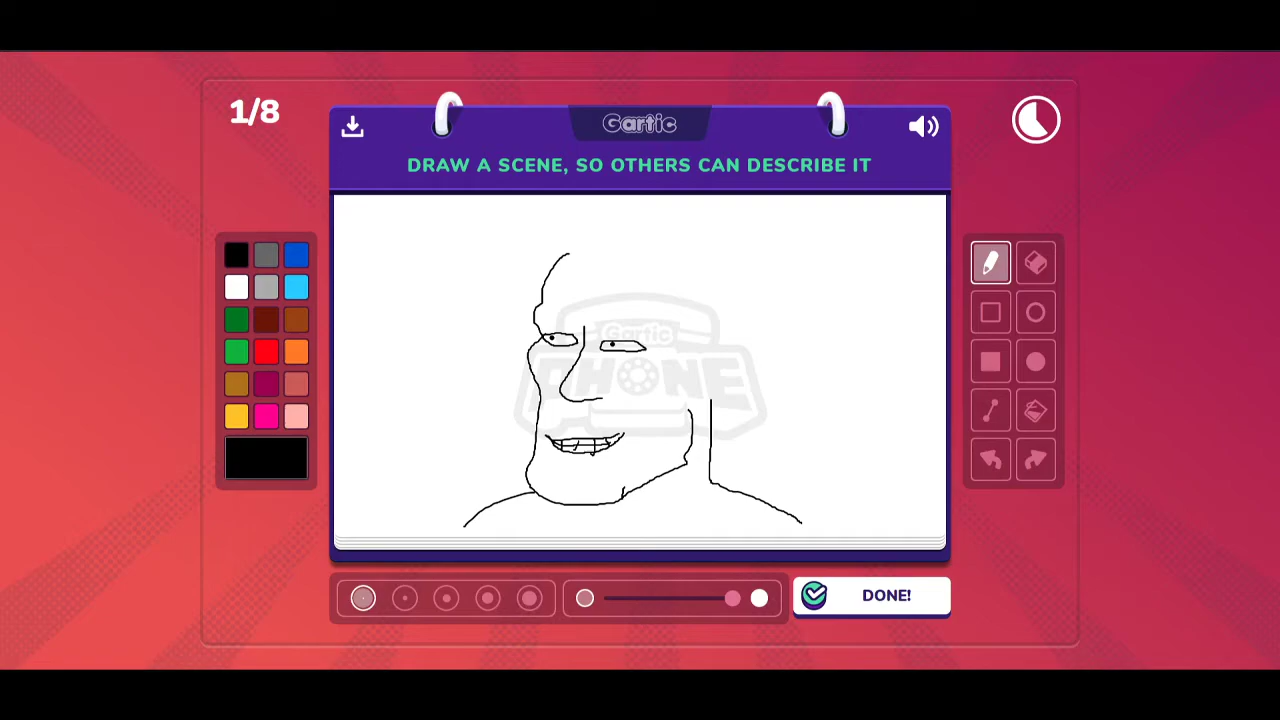 1/8
Gartic
DRAW A SCENE, SO OTHERS CAN DESCRIBE IT
Gartic
PHONE
DONE!